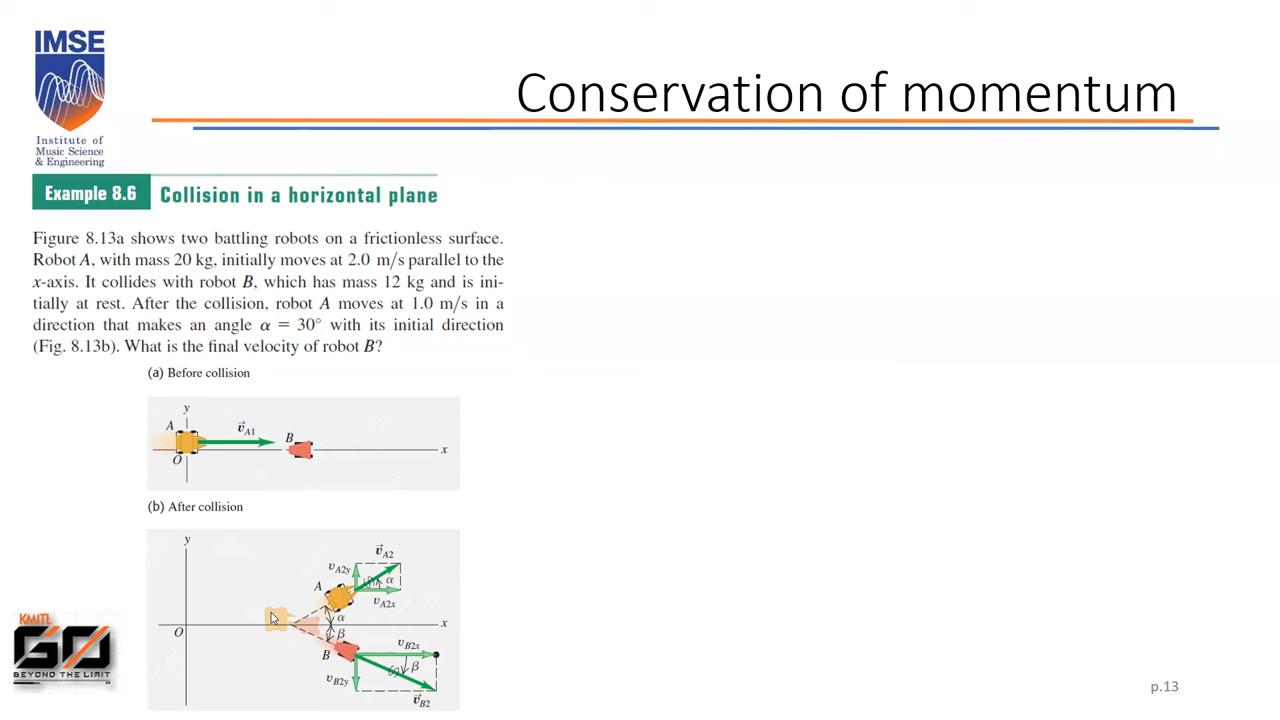 IMSE
Institute of
Music Science
& Engineering
Conservation of momentum
Example 8.6 Collision in a horizontal plane
Figure 8.13a shows two battling robots on a frictionless surface.
Robot A, with mass 20 kg, initially moves at 2.0 m/s parallel to the
x-axis. It collides with robot B, which has mass 12 kg and is ini-
tially at rest. After the collision, robot A moves at 1.0 m/s in a
direction that makes an angle α = 30° with its initial direction
(Fig. 8.13b). What is the final velocity of robot B?
(a) Before collision
y
A
v⃗A1
B
x
O
(b) After collision
y
v⃗A2
vA2y
A
α
vA2x
α
O
x
β
B
vB2x
β
vB2y
v⃗B2
KMITL
GO
BEYOND THE LIMIT
p.13